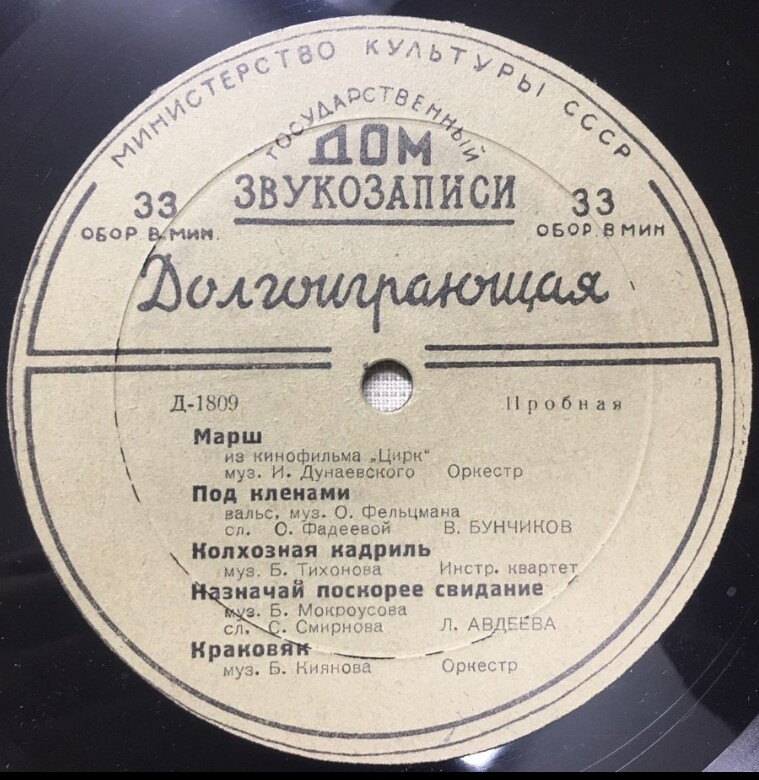 МИНИСТЕРСТВО КУЛЬТУРЫ СССР
ГОСУДАРСТВЕННЫЙ
ДОМ
ЗВУКОЗАПИСИ
33 ОБОР. В МИН.
33 ОБОР. В МИН
Долгоиграющая
Д-1809 Пробная
Марш
из кинофильма „Цирк“
муз. И. Дунаевского Оркестр
Под кленами
вальс, муз. О. Фельцмана
сл. О. Фадеевой В. БУНЧИКОВ
Колхозная кадриль
муз. Б. Тихонова Инстр. квартет
Назначай поскорее свидание
муз. Б. Мокроусова
сл. С. Смирнова Л. АВДЕЕВА
Краковяк
муз. Б. Киянова Оркестр